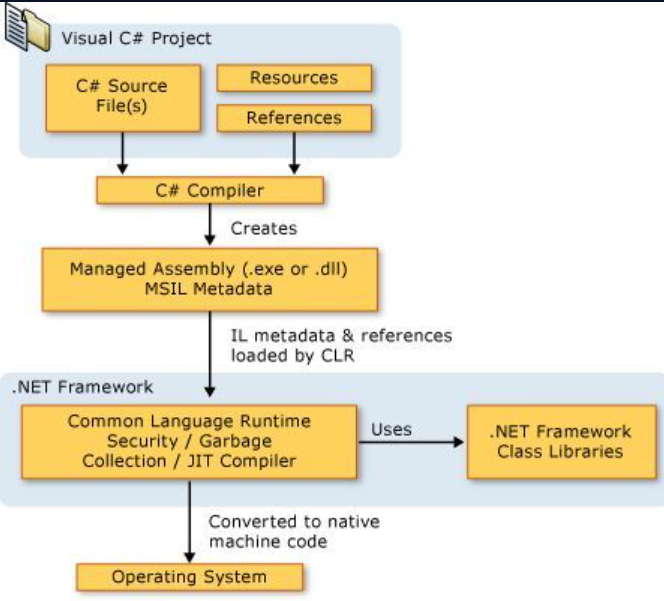 Visual C# Project
C# Source
File(s)
Resources
References
C# Compiler
Creates
Managed Assembly (.exe or .dll)
MSIL Metadata
IL metadata & references
loaded by CLR
.NET Framework
Common Language Runtime
Security / Garbage
Collection / JIT Compiler
Uses
.NET Framework
Class Libraries
Converted to native
machine code
Operating System